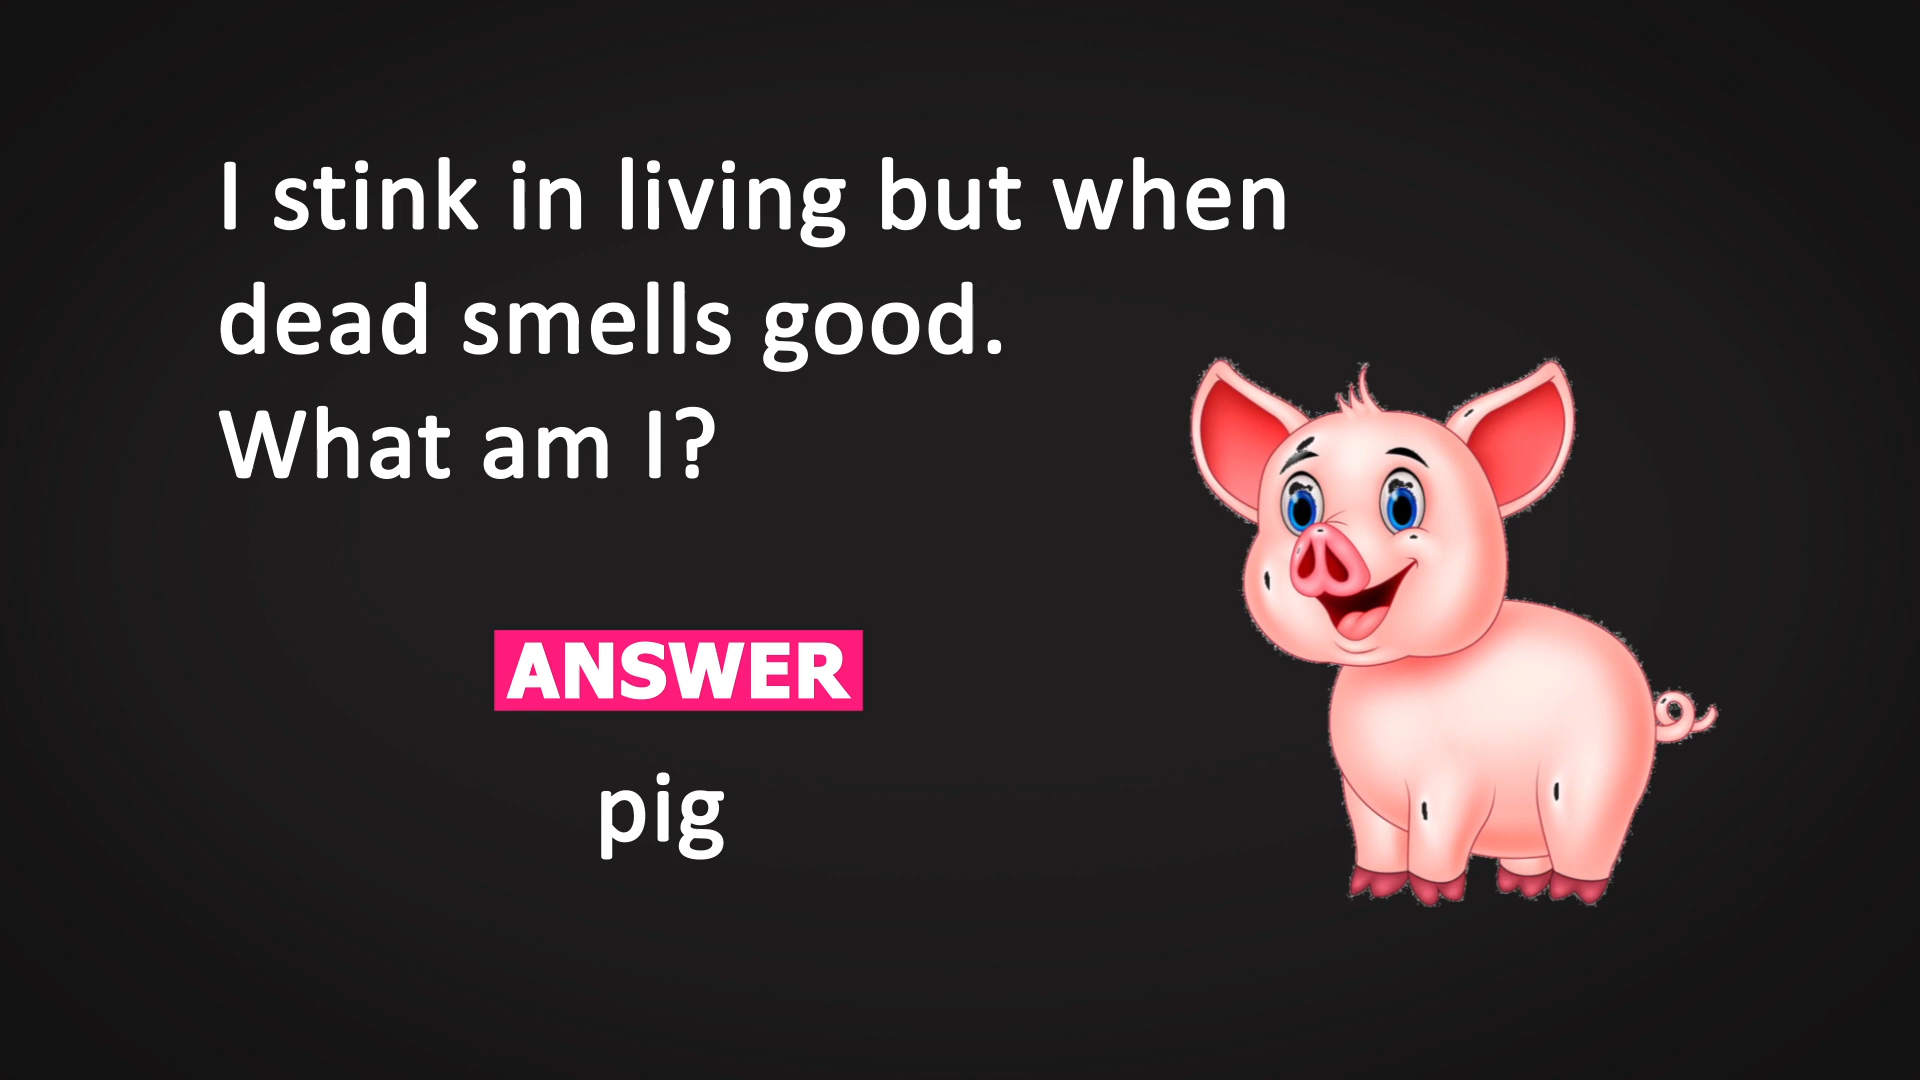 I stink in living but when
dead smells good.
What am I?
ANSWER
pig